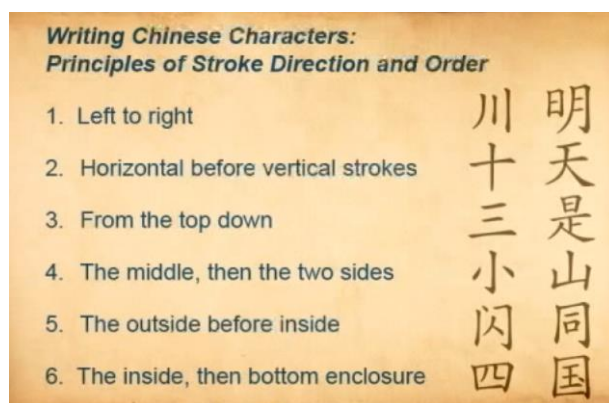 Writing Chinese Characters:
Principles of Stroke Direction and Order
1. Left to right 川 明
2. Horizontal before vertical strokes 十 天
3. From the top down 三 是
4. The middle, then the two sides 小 山
5. The outside before inside 闪 同
6. The inside, then bottom enclosure 四 国